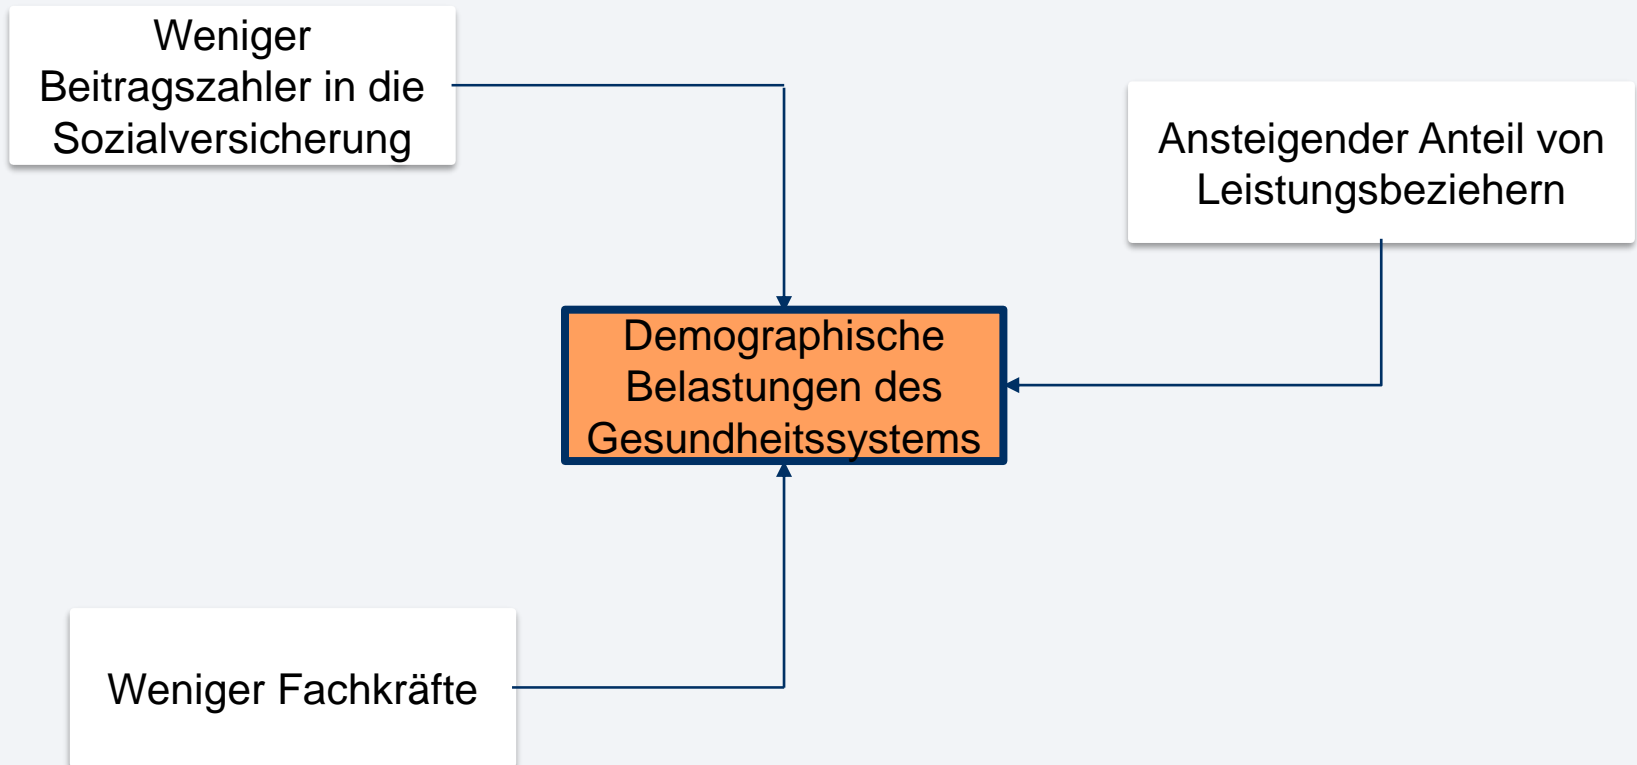 Weniger
Beitragszahler in die
Sozialversicherung
Ansteigender Anteil von
Leistungsbeziehern
Demographische
Belastungen des
Gesundheitssystems
Weniger Fachkräfte